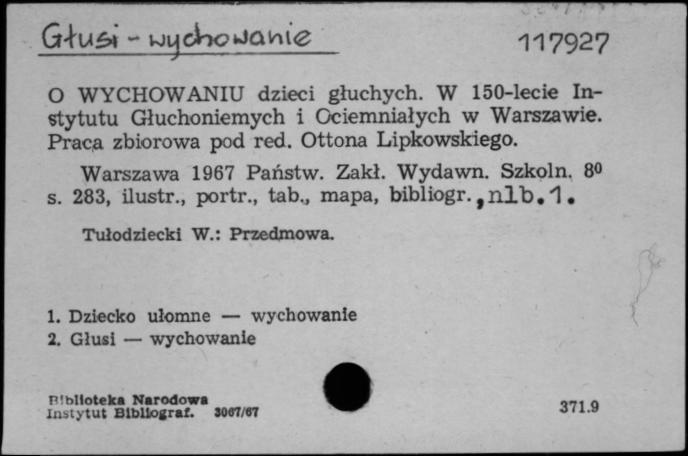 Głusi - wychowanie
117927
O WYCHOWANIU dzieci głuchych. W 150-lecie In-
stytutu Głuchoniemych i Ociemniałych w Warszawie.
Praca zbiorowa pod red. Ottona Lipkowskiego.
Warszawa 1967 Państw. Zakł. Wydawn. Szkoln. 8⁰
s. 283, ilustr., portr., tab., mapa, bibliogr., nlb.1.
Tułodziecki W.: Przedmowa.
1. Dziecko ułomne — wychowanie
2. Głusi — wychowanie
Biblioteka Narodowa
Instytut Bibliograf. 3067/67
371.9